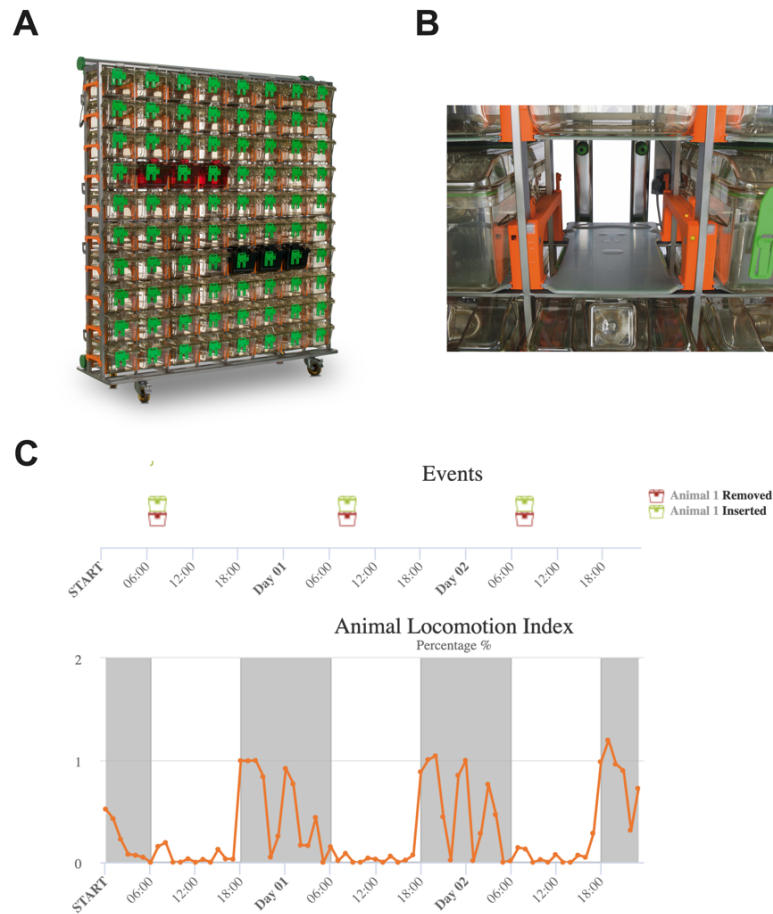 A
B
C
Events
Animal 1 Removed
Animal 1 Inserted
START
06:00
12:00
18:00
Day 01
06:00
12:00
18:00
Day 02
06:00
12:00
18:00
Animal Locomotion Index
Percentage %
2
1
0
START
06:00
12:00
18:00
Day 01
06:00
12:00
18:00
Day 02
06:00
12:00
18:00